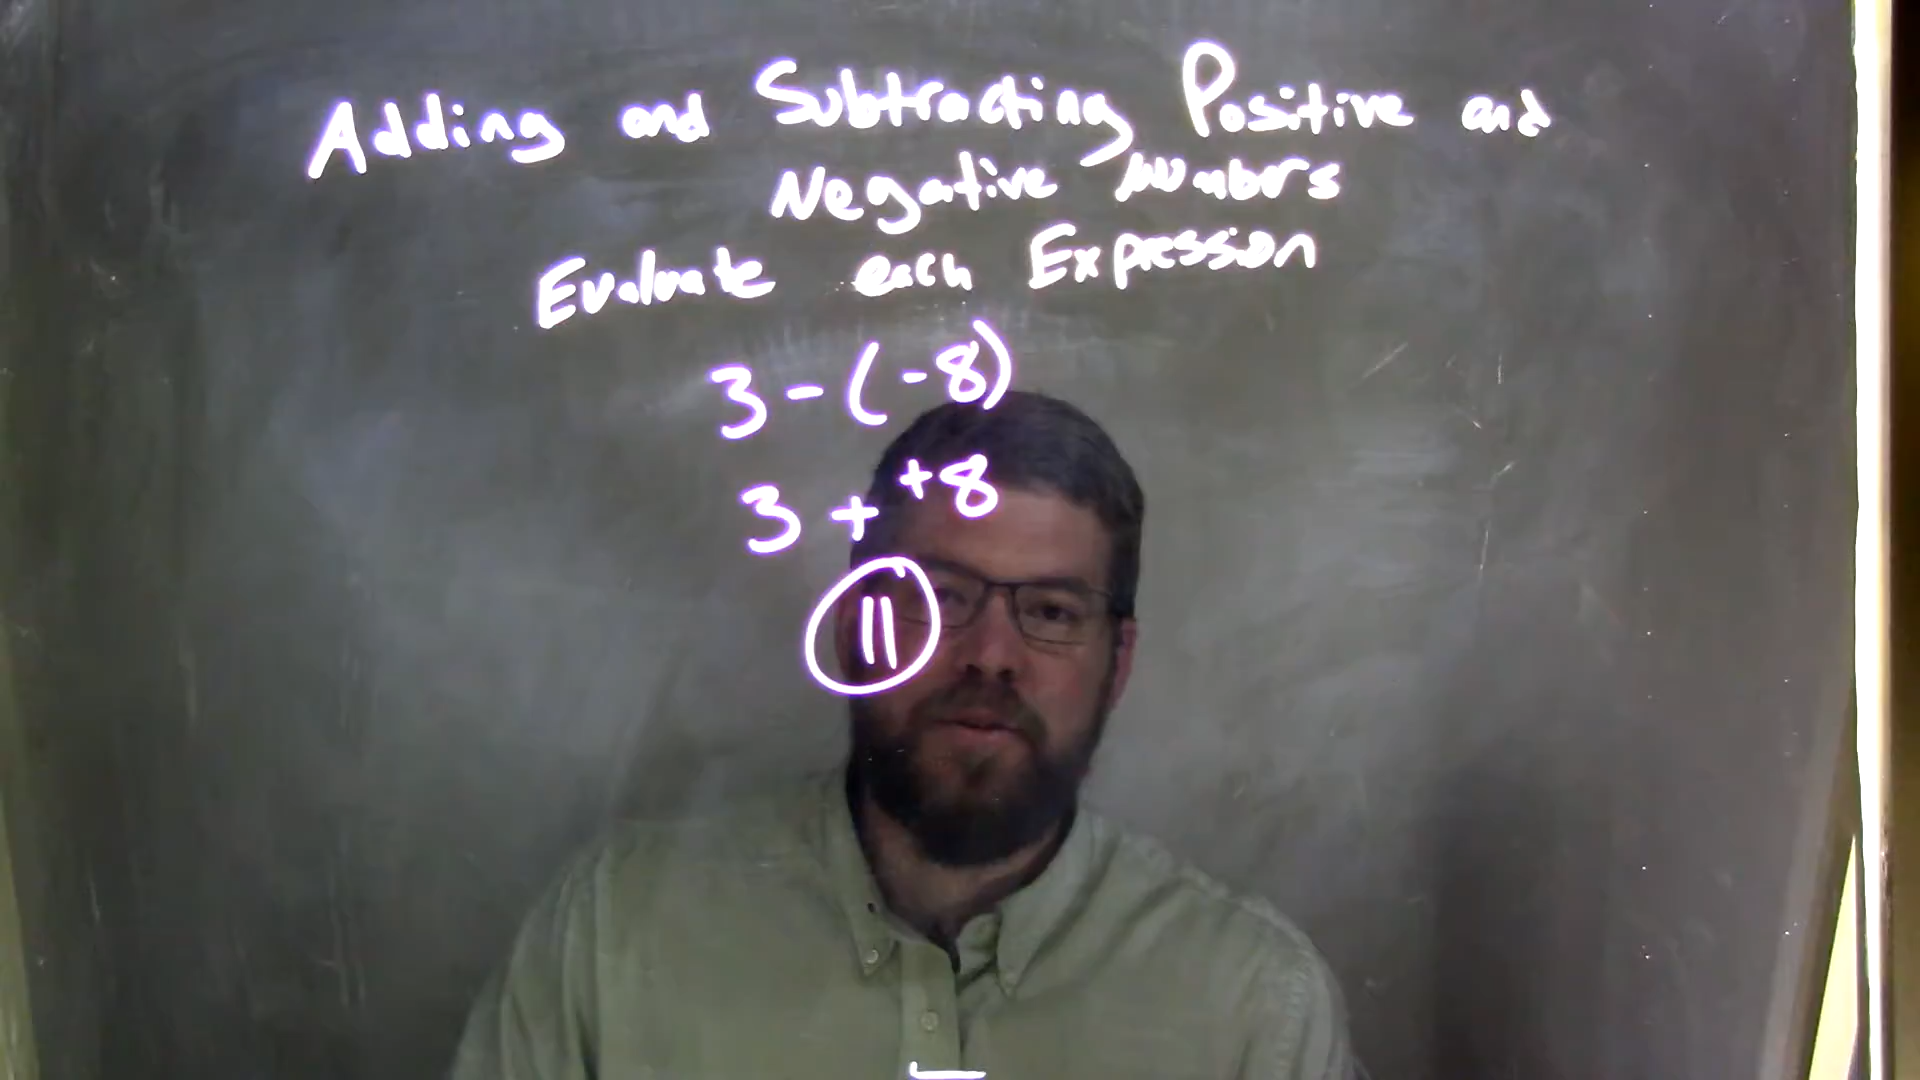 Adding and Subtracting Positive and
Negative Numbers
Evaluate each Expression
3 - (-8)
3 + +8
11